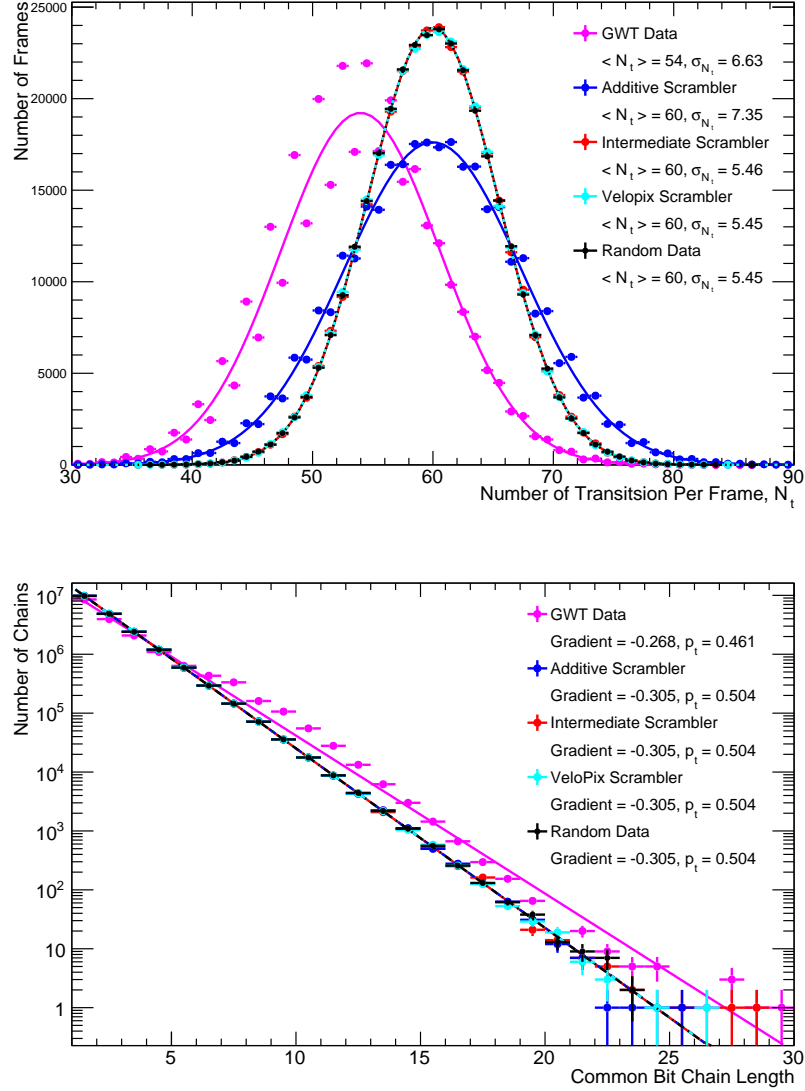 Number of Frames
24000
22000
20000
18000
15000
13000
10000
8000
5000
3000
0
30 40 50 60 70 80 90
Number of Transitsion Per Frame, N_t
GWT Data
< N_t > = 54, σ_N_t = 6.63
Additive Scrambler
< N_t > = 60, σ_N_t = 7.35
Intermediate Scrambler
< N_t > = 60, σ_N_t = 5.46
Velopix Scrambler
< N_t > = 60, σ_N_t = 5.45
Random Data
< N_t > = 60, σ_N_t = 5.45
Number of Chains
10^7
10^6
10^5
10^4
10^3
10^2
10
1
5 10 15 20 25 30
Common Bit Chain Length
GWT Data
Gradient = -0.268, p_t = 0.461
Additive Scrambler
Gradient = -0.305, p_t = 0.504
Intermediate Scrambler
Gradient = -0.305, p_t = 0.504
VeloPix Scrambler
Gradient = -0.305, p_t = 0.504
Random Data
Gradient = -0.305, p_t = 0.504